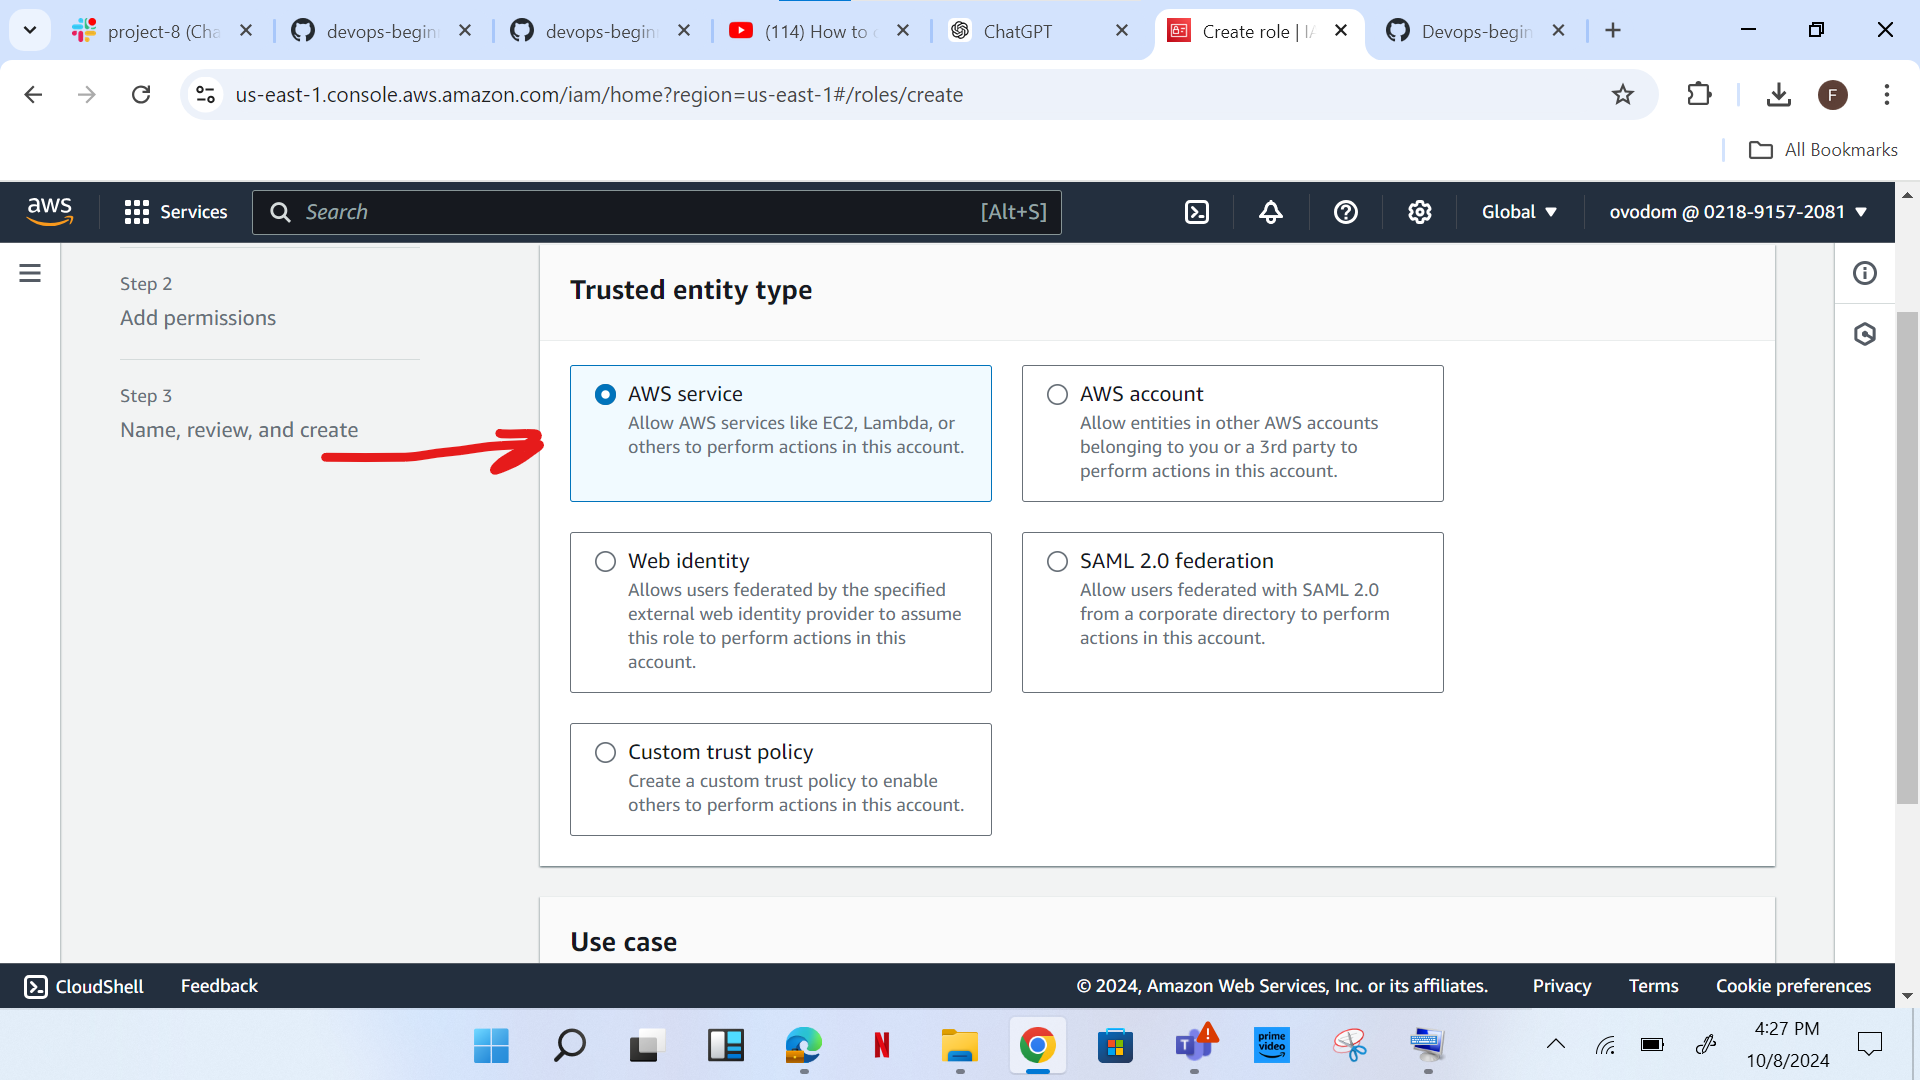 project-8 (Cha
devops-begin
devops-begin
(114) How to c
ChatGPT
Create role | IA
Devops-begin
us-east-1.console.aws.amazon.com/iam/home?region=us-east-1#/roles/create
F
All Bookmarks
aws
Services
Search
[Alt+S]
Global
ovodom @ 0218-9157-2081
Step 2
Add permissions
Step 3
Name, review, and create
Trusted entity type
AWS service
Allow AWS services like EC2, Lambda, or
others to perform actions in this account.
AWS account
Allow entities in other AWS accounts
belonging to you or a 3rd party to
perform actions in this account.
Web identity
Allows users federated by the specified
external web identity provider to assume
this role to perform actions in this
account.
SAML 2.0 federation
Allow users federated with SAML 2.0
from a corporate directory to perform
actions in this account.
Custom trust policy
Create a custom trust policy to enable
others to perform actions in this account.
Use case
CloudShell
Feedback
© 2024, Amazon Web Services, Inc. or its affiliates.
Privacy
Terms
Cookie preferences
N
T
prime
video
4:27 PM
10/8/2024